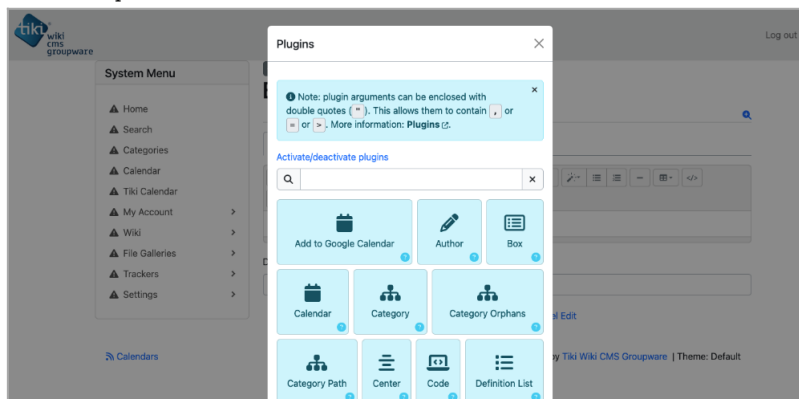 tiki
wiki
cms
groupware
Log out
System Menu
Home
Search
Categories
Calendar
Tiki Calendar
My Account
Wiki
File Galleries
Trackers
Settings
Calendars
Plugins
Note: plugin arguments can be enclosed with
double quotes ( " ). This allows them to contain , or
= or > . More information: Plugins .
Activate/deactivate plugins
Add to Google Calendar
Author
Box
Calendar
Category
Category Orphans
Category Path
Center
Code
Definition List
Edit
by Tiki Wiki CMS Groupware | Theme: Default